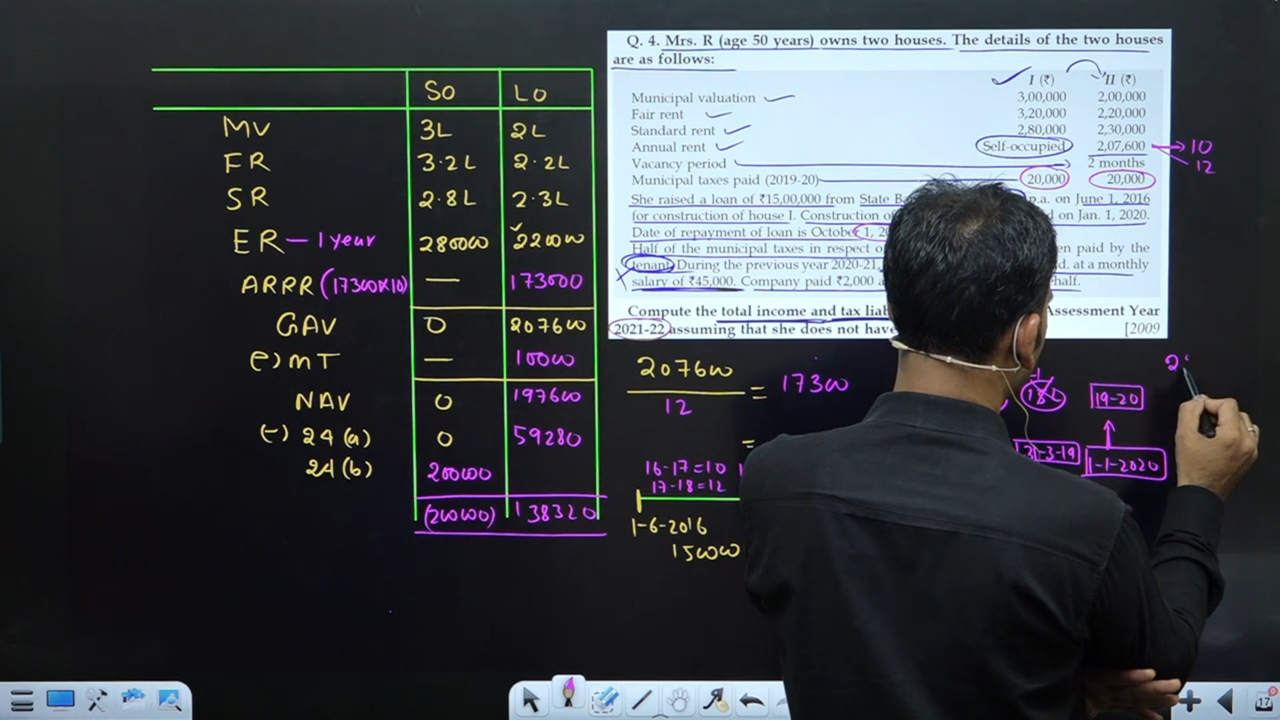 SO LO
MV 3L 2L
FR 3.2L 2.2L
SR 2.8L 2.3L
ER — 1 year 280000 220000
ARRR (17300x10) — 173000
GAV 0 207600
(-) MT — 10000
NAV 0 197600
(-) 24 (a) 0 59280
24 (b) 200000
(200000) 138320
Q. 4. Mrs. R (age 50 years) owns two houses. The details of the two houses
are as follows:
I (₹) II (₹)
Municipal valuation 3,00,000 2,00,000
Fair rent 3,20,000 2,20,000
Standard rent 2,80,000 2,30,000
Annual rent Self-occupied 2,07,600 10
12
Vacancy period 2 months
Municipal taxes paid (2019-20) 20,000 20,000
She raised a loan of ₹15,00,000 from State p.a. on June 1, 2016
for construction of house I. Construction of on Jan. 1, 2020.
Date of repayment of loan is October 1,
Half of the municipal taxes in respect paid by the
tenant. During the previous year 2020-21, at a monthly
salary of ₹45,000. Company paid ₹2,000
Compute the total income and tax Assessment Year
2021-22 assuming that she does not have [2009
207600
12
= 17300
=
16-17=10
17-18=12
1-6-2016
150000
19-20
31-3-19 1-1-2020